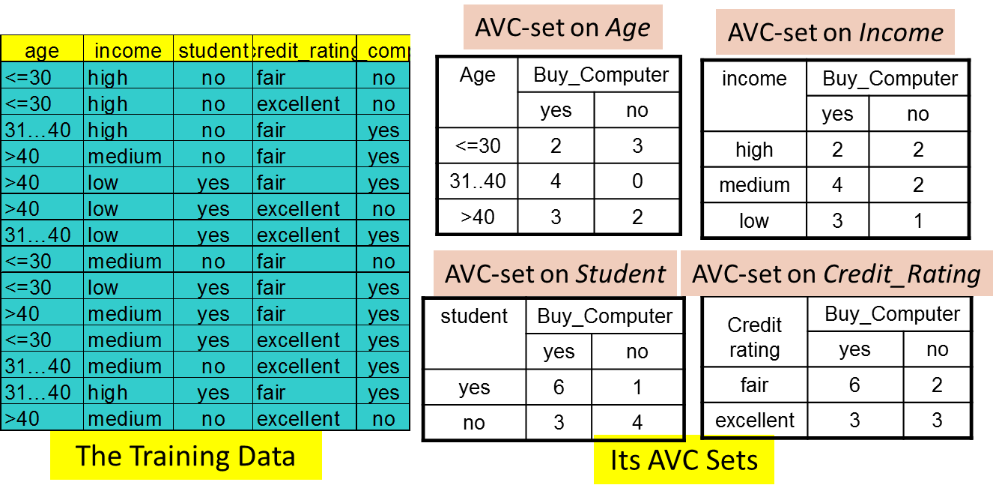 age income student credit_rating _comp
<=30 high no fair no
<=30 high no excellent no
31…40 high no fair yes
>40 medium no fair yes
>40 low yes fair yes
>40 low yes excellent no
31…40 low yes excellent yes
<=30 medium no fair no
<=30 low yes fair yes
>40 medium yes fair yes
<=30 medium yes excellent yes
31…40 medium no excellent yes
31…40 high yes fair yes
>40 medium no excellent no
The Training Data
AVC-set on Age
Age Buy_Computer
yes no
<=30 2 3
31..40 4 0
>40 3 2
AVC-set on Income
income Buy_Computer
yes no
high 2 2
medium 4 2
low 3 1
AVC-set on Student
student Buy_Computer
yes no
yes 6 1
no 3 4
AVC-set on Credit_Rating
Credit
rating
Buy_Computer
yes no
fair 6 2
excellent 3 3
Its AVC Sets